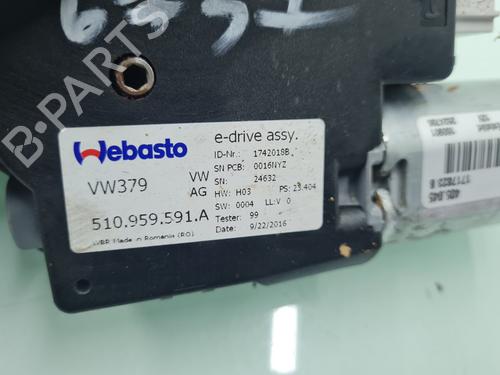 B-PARTS
Webasto
e-drive assy.
ID-Nr.: 1742018B
SN PCB: 0016NYZ
VW379 VW AG
SN: 24632
HW: H03 PS: 23.404
510.959.591.A
SW: 0004 LL:V 0
Tester: 99
WRR Made in Romania (RO)
9/22/2016